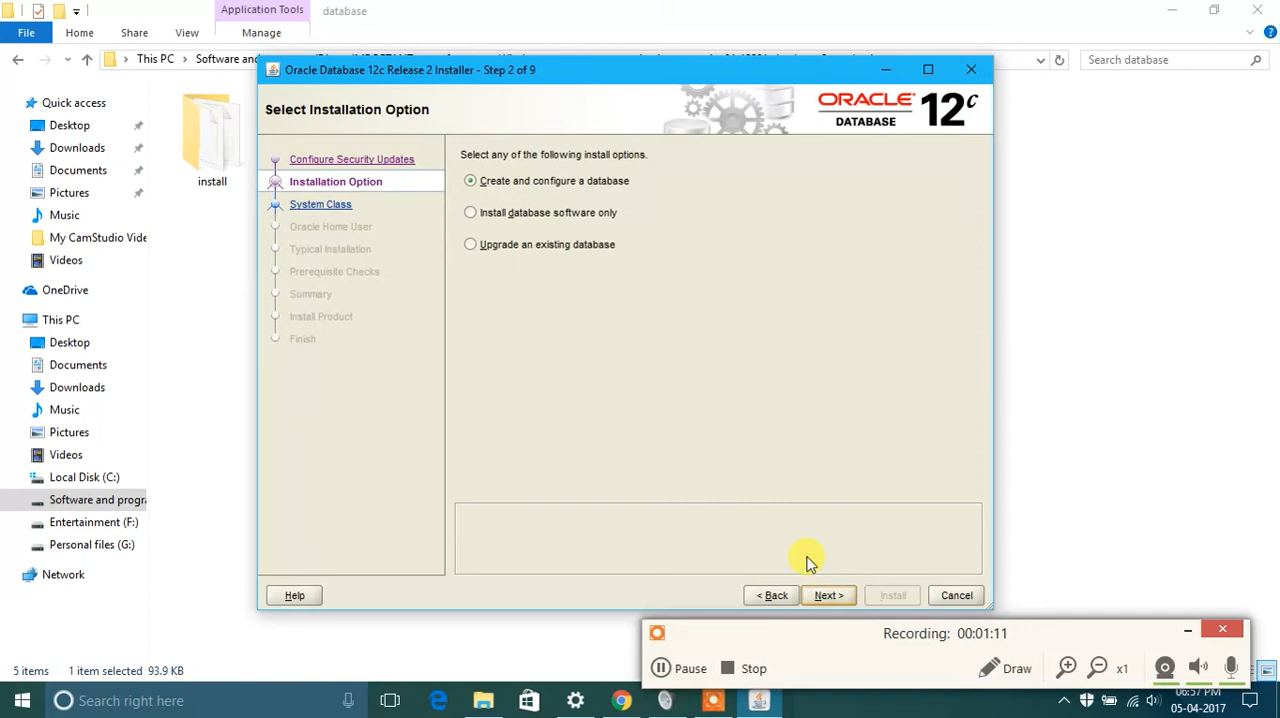 Application Tools
database
File
Home
Share
View
Manage
This PC
Software and
Search database
Quick access
Desktop
Downloads
Documents
Pictures
Music
My CamStudio Vide
Videos
OneDrive
This PC
Desktop
Documents
Downloads
Music
Pictures
Videos
Local Disk (C:)
Software and progra
Entertainment (F:)
Personal files (G:)
Network
install
Oracle Database 12c Release 2 Installer - Step 2 of 9
Select Installation Option
ORACLE
DATABASE
12c
Configure Security Updates
Installation Option
System Class
Oracle Home User
Typical Installation
Prerequisite Checks
Summary
Install Product
Finish
Select any of the following install options.
Create and configure a database
Install database software only
Upgrade an existing database
Help
< Back
Next >
Install
Cancel
Recording: 00:01:11
Pause
Stop
Draw
x1
5 items
1 item selected 93.9 KB
Search right here
06:57 PM
05-04-2017